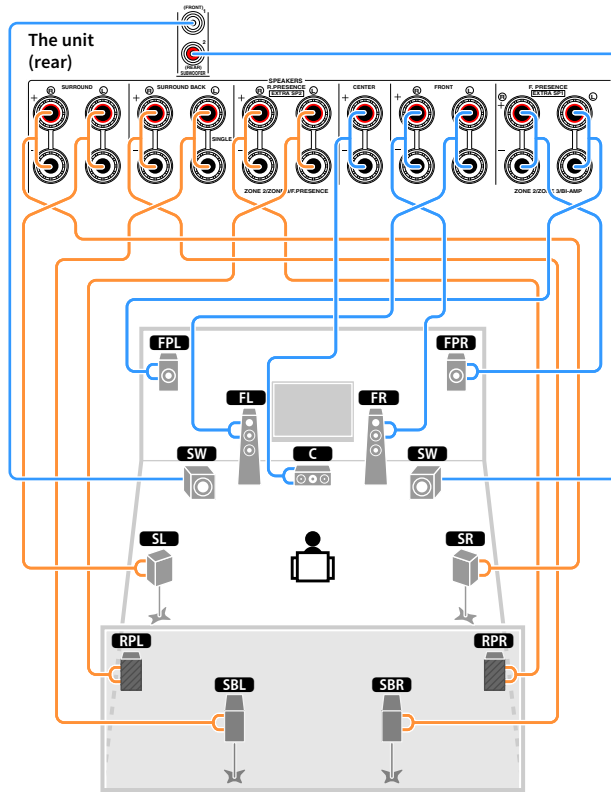 The unit
(rear)
(FRONT)
1
2
(REAR)
SUBWOOFER
SPEAKERS
SURROUND
SURROUND BACK
R.PRESENCE
EXTRA SP2
CENTER
FRONT
F. PRESENCE
EXTRA SP1
R L R L R L R L R L
+ + + + + +
SINGLE
- - - - - -
ZONE 2/ZONE 3/F.PRESENCE
ZONE 2/ZONE 3/BI-AMP
FPL FPR
FL FR
SW C SW
SL SR
RPL RPR
SBL SBR